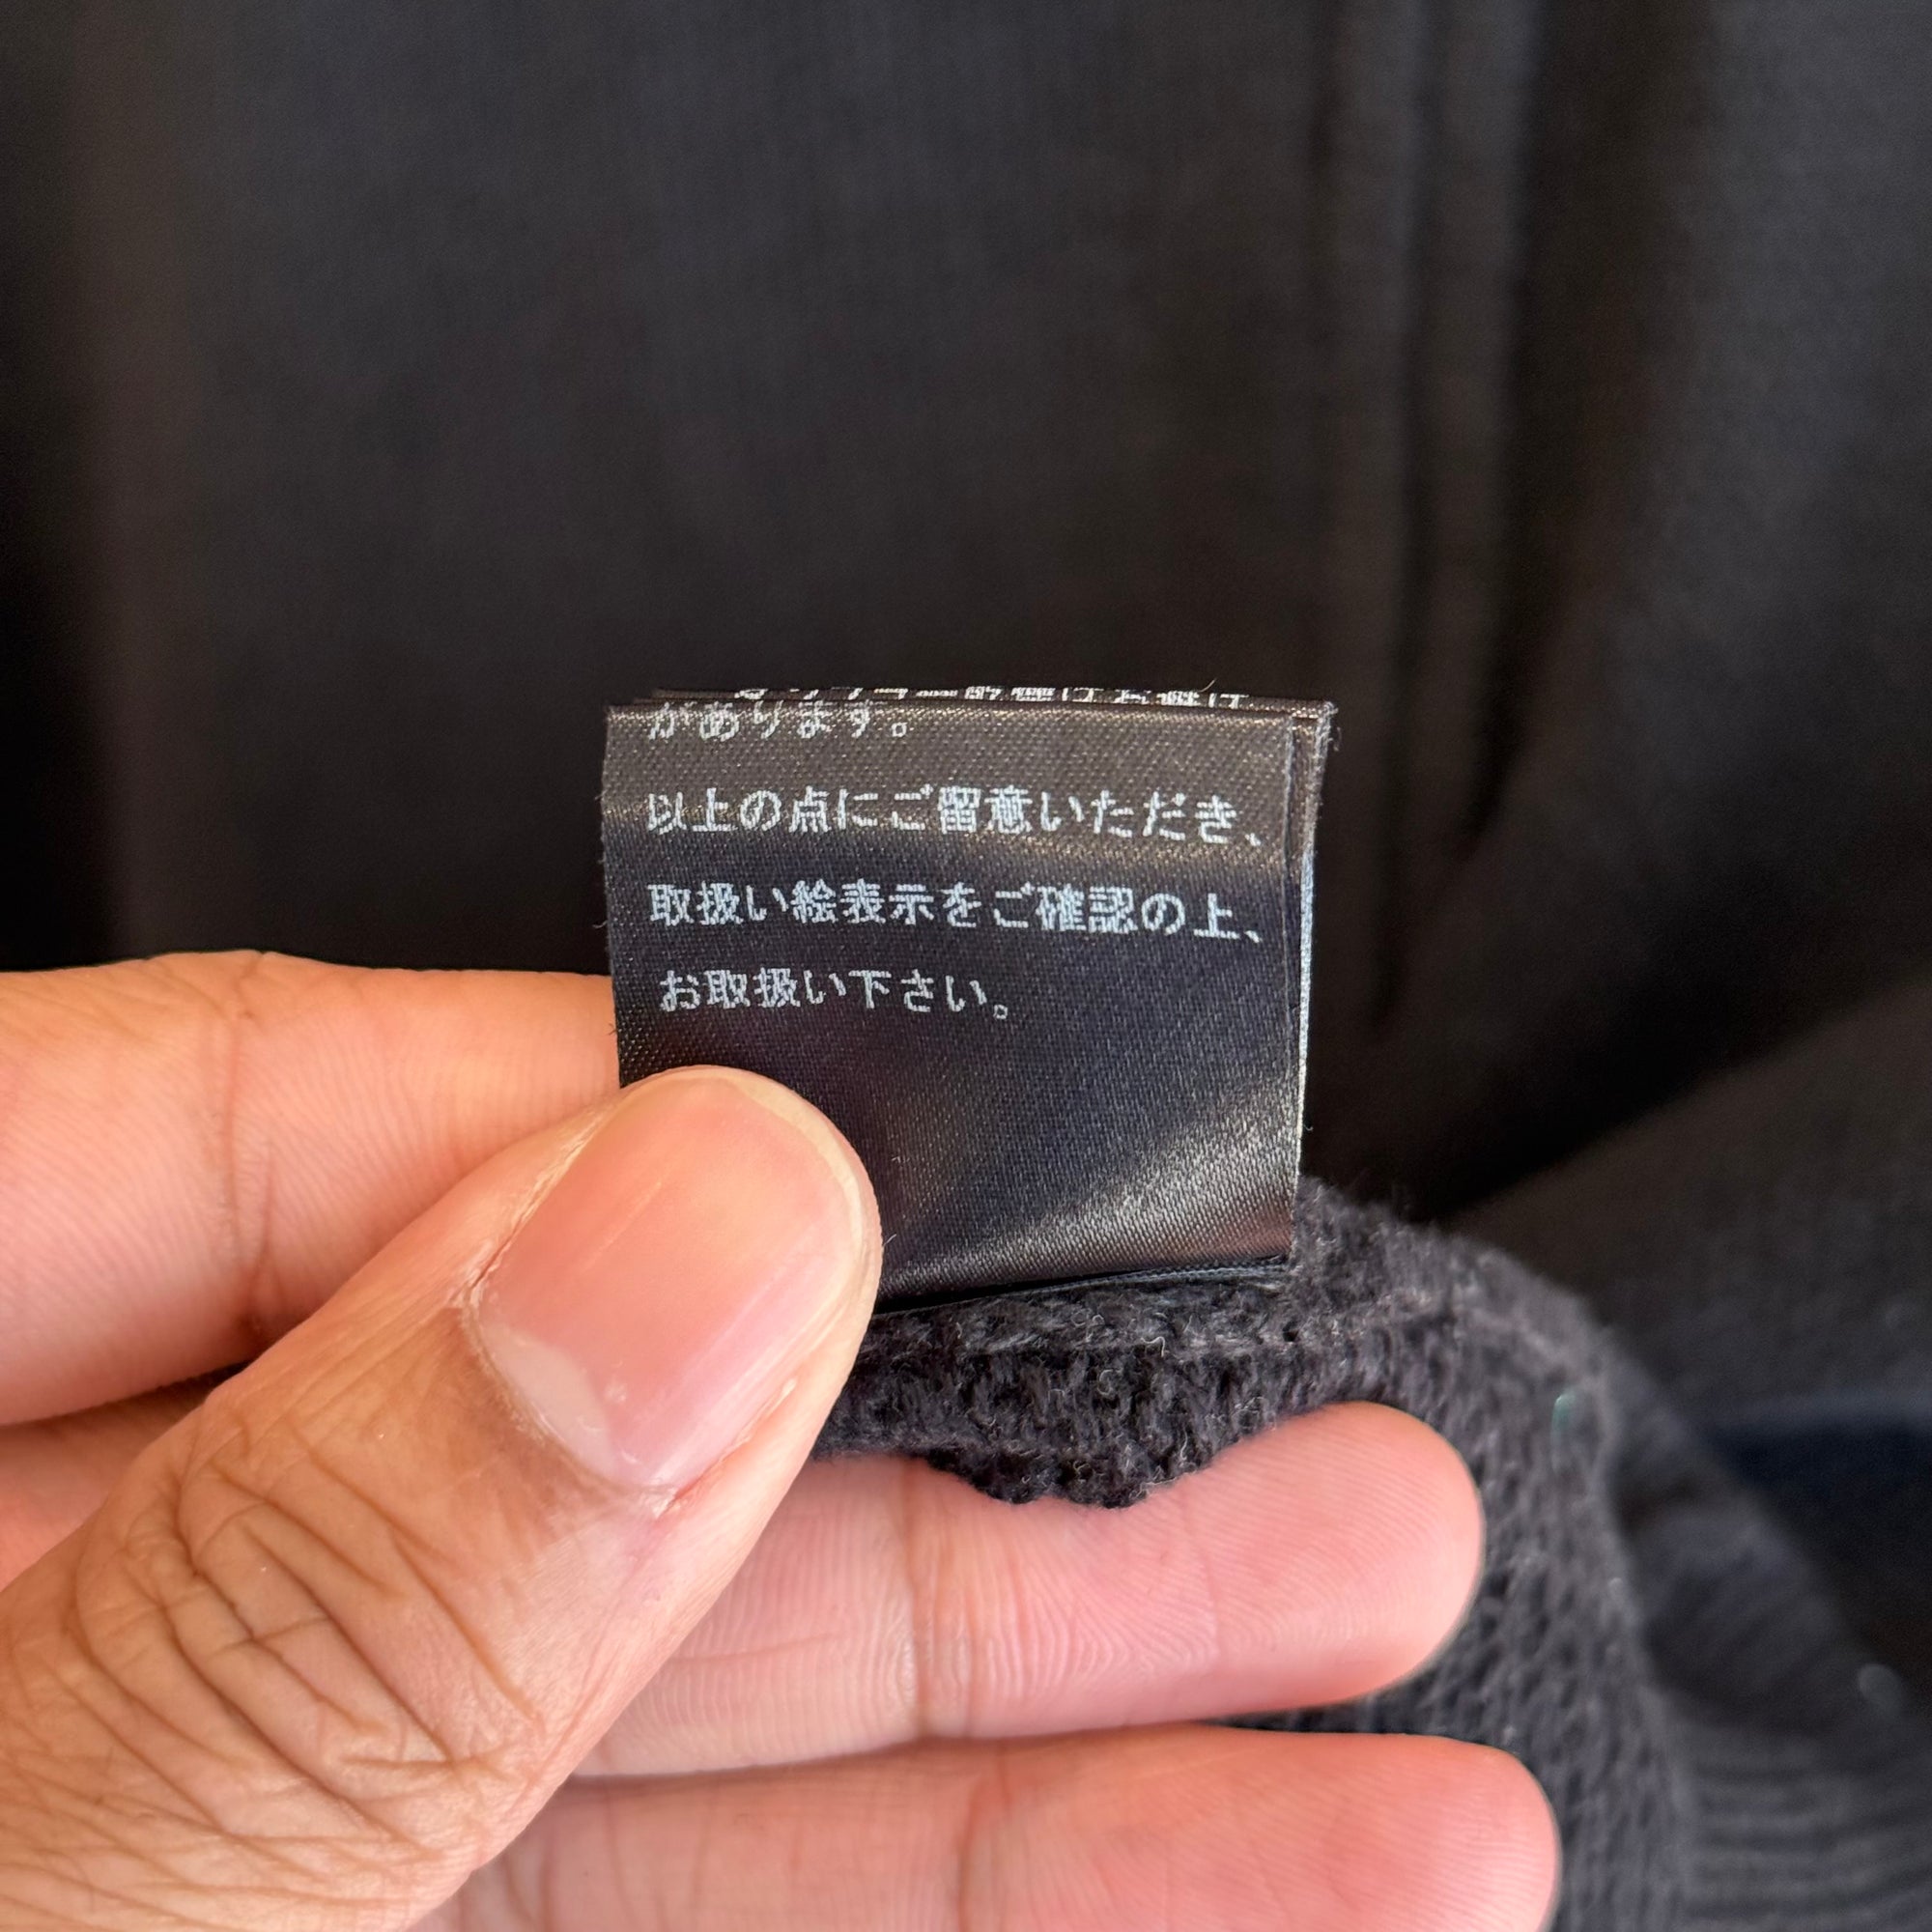 があります。
以上の点にご留意いただき、
取扱い絵表示をご確認の上、
お取扱い下さい。